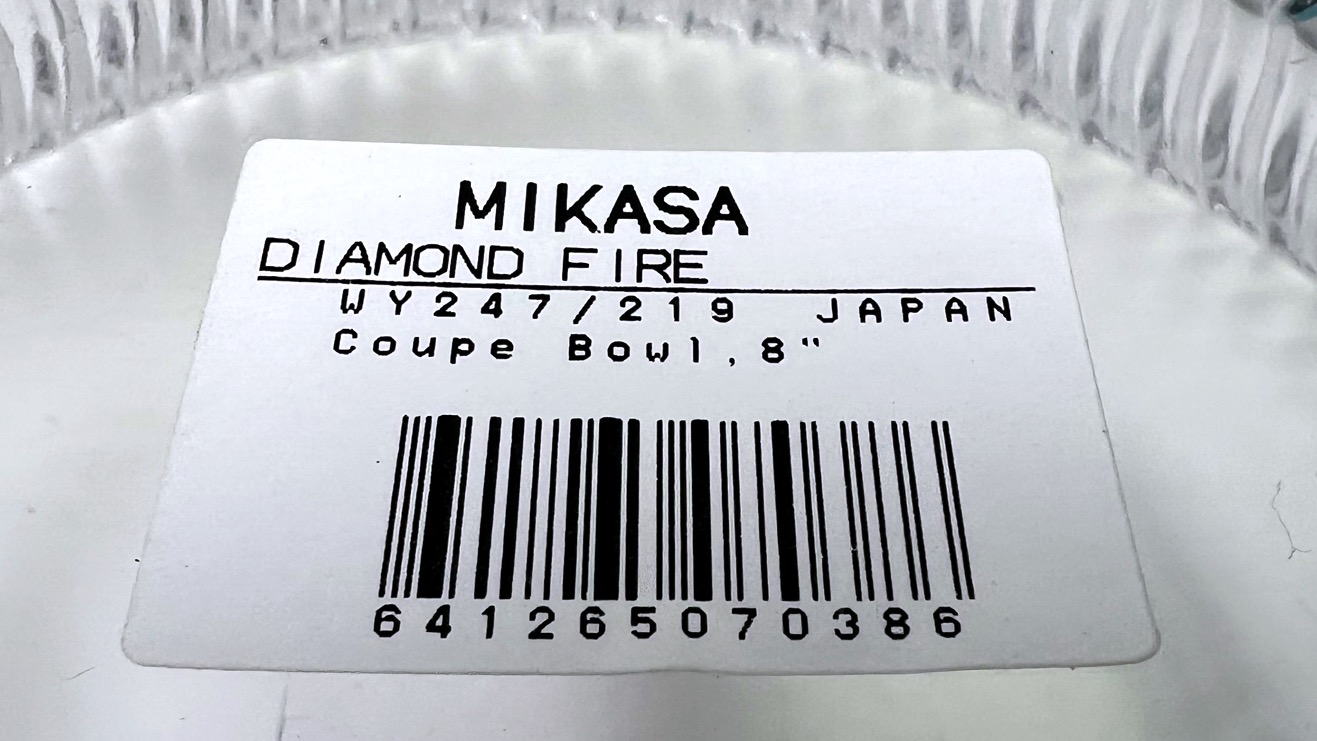 MIKASA
DIAMOND FIRE
WY247/219 JAPAN
Coupe Bowl,8"
641265070386